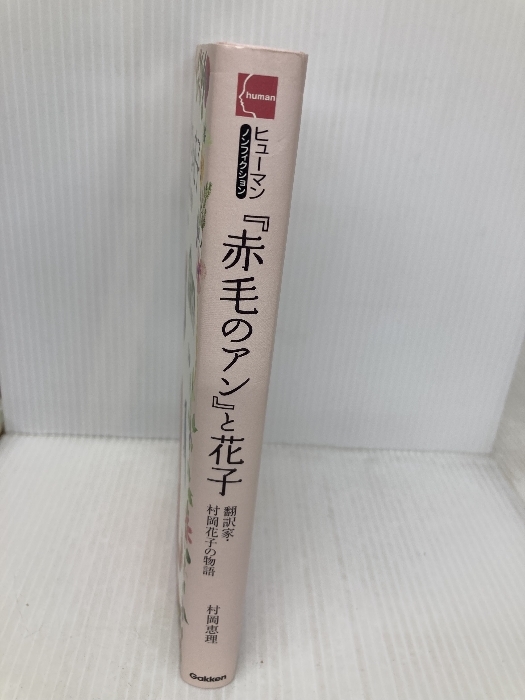 human
ヒューマン
ノンフィクション
『赤毛のアン』と花子
翻訳家・
村岡花子の物語
村岡恵理
Gakken